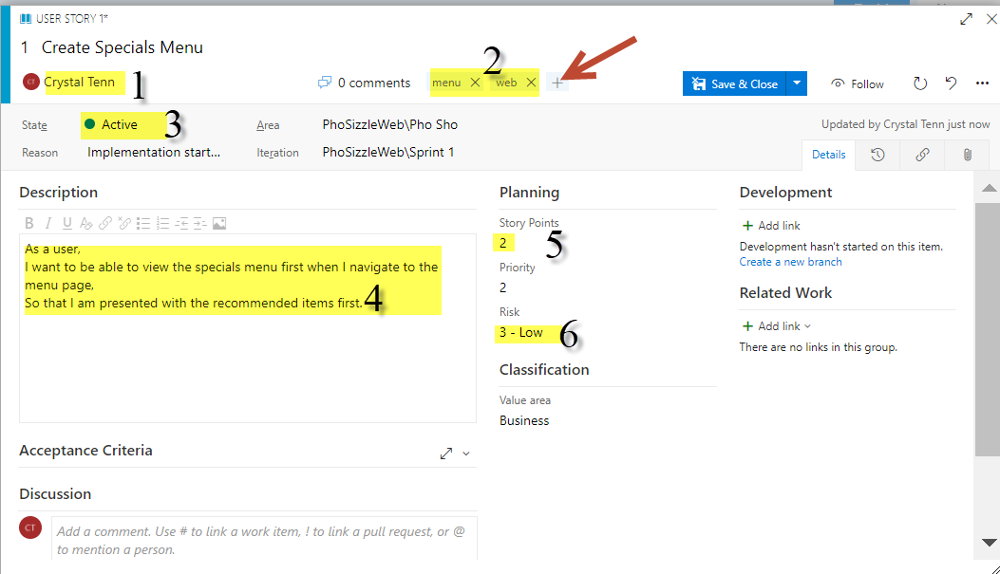 USER STORY 1*
1 Create Specials Menu
CT Crystal Tenn 1 0 comments menu web 2 Save & Close Follow
State Active 3 Area PhoSizzleWeb\Pho Sho Updated by Crystal Tenn just now
Reason Implementation start... Iteration PhoSizzleWeb\Sprint 1
Details
Description
B I U
As a user,
I want to be able to view the specials menu first when I navigate to the
menu page,
So that I am presented with the recommended items first. 4
Acceptance Criteria
Discussion
CT
Add a comment. Use # to link a work item, ! to link a pull request, or @
to mention a person.
Planning
Story Points
2 5
Priority
2
Risk
3 - Low 6
Classification
Value area
Business
Development
+ Add link
Development hasn't started on this item.
Create a new branch
Related Work
+ Add link
There are no links in this group.